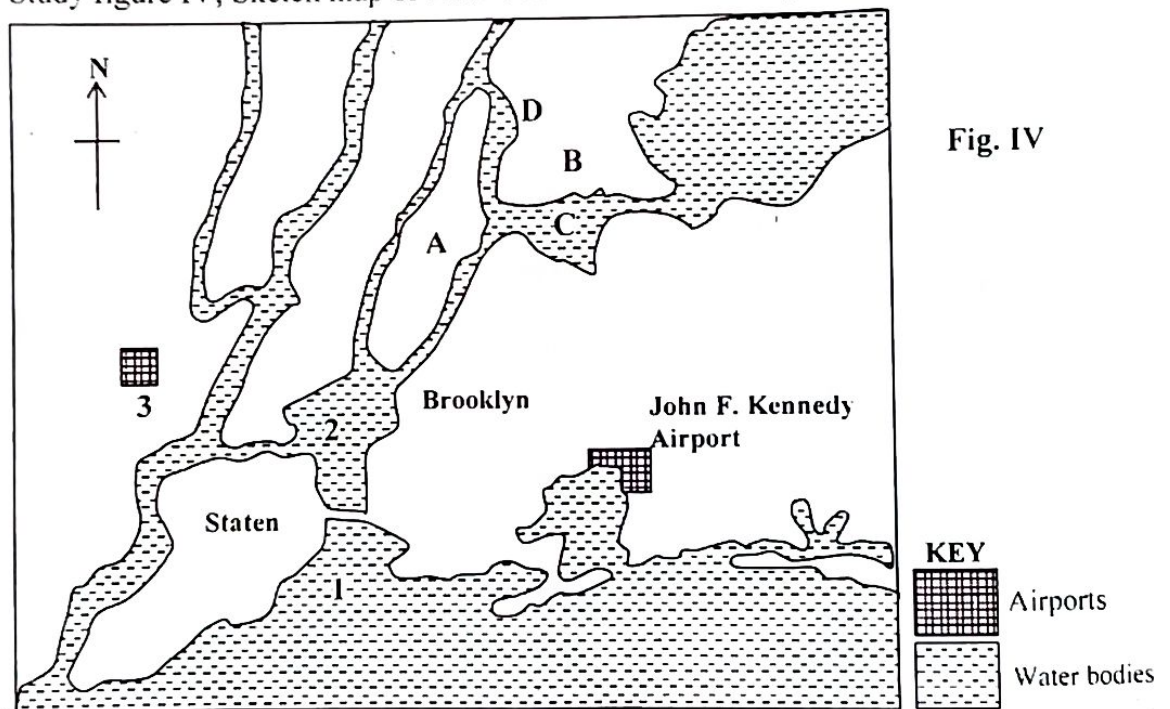 Study figure IV, Sketch map of
N
D
B
Fig. IV
C
A
3
Brooklyn
John F. Kennedy
Airport
2
Staten
1
KEY
Airports
Water bodies